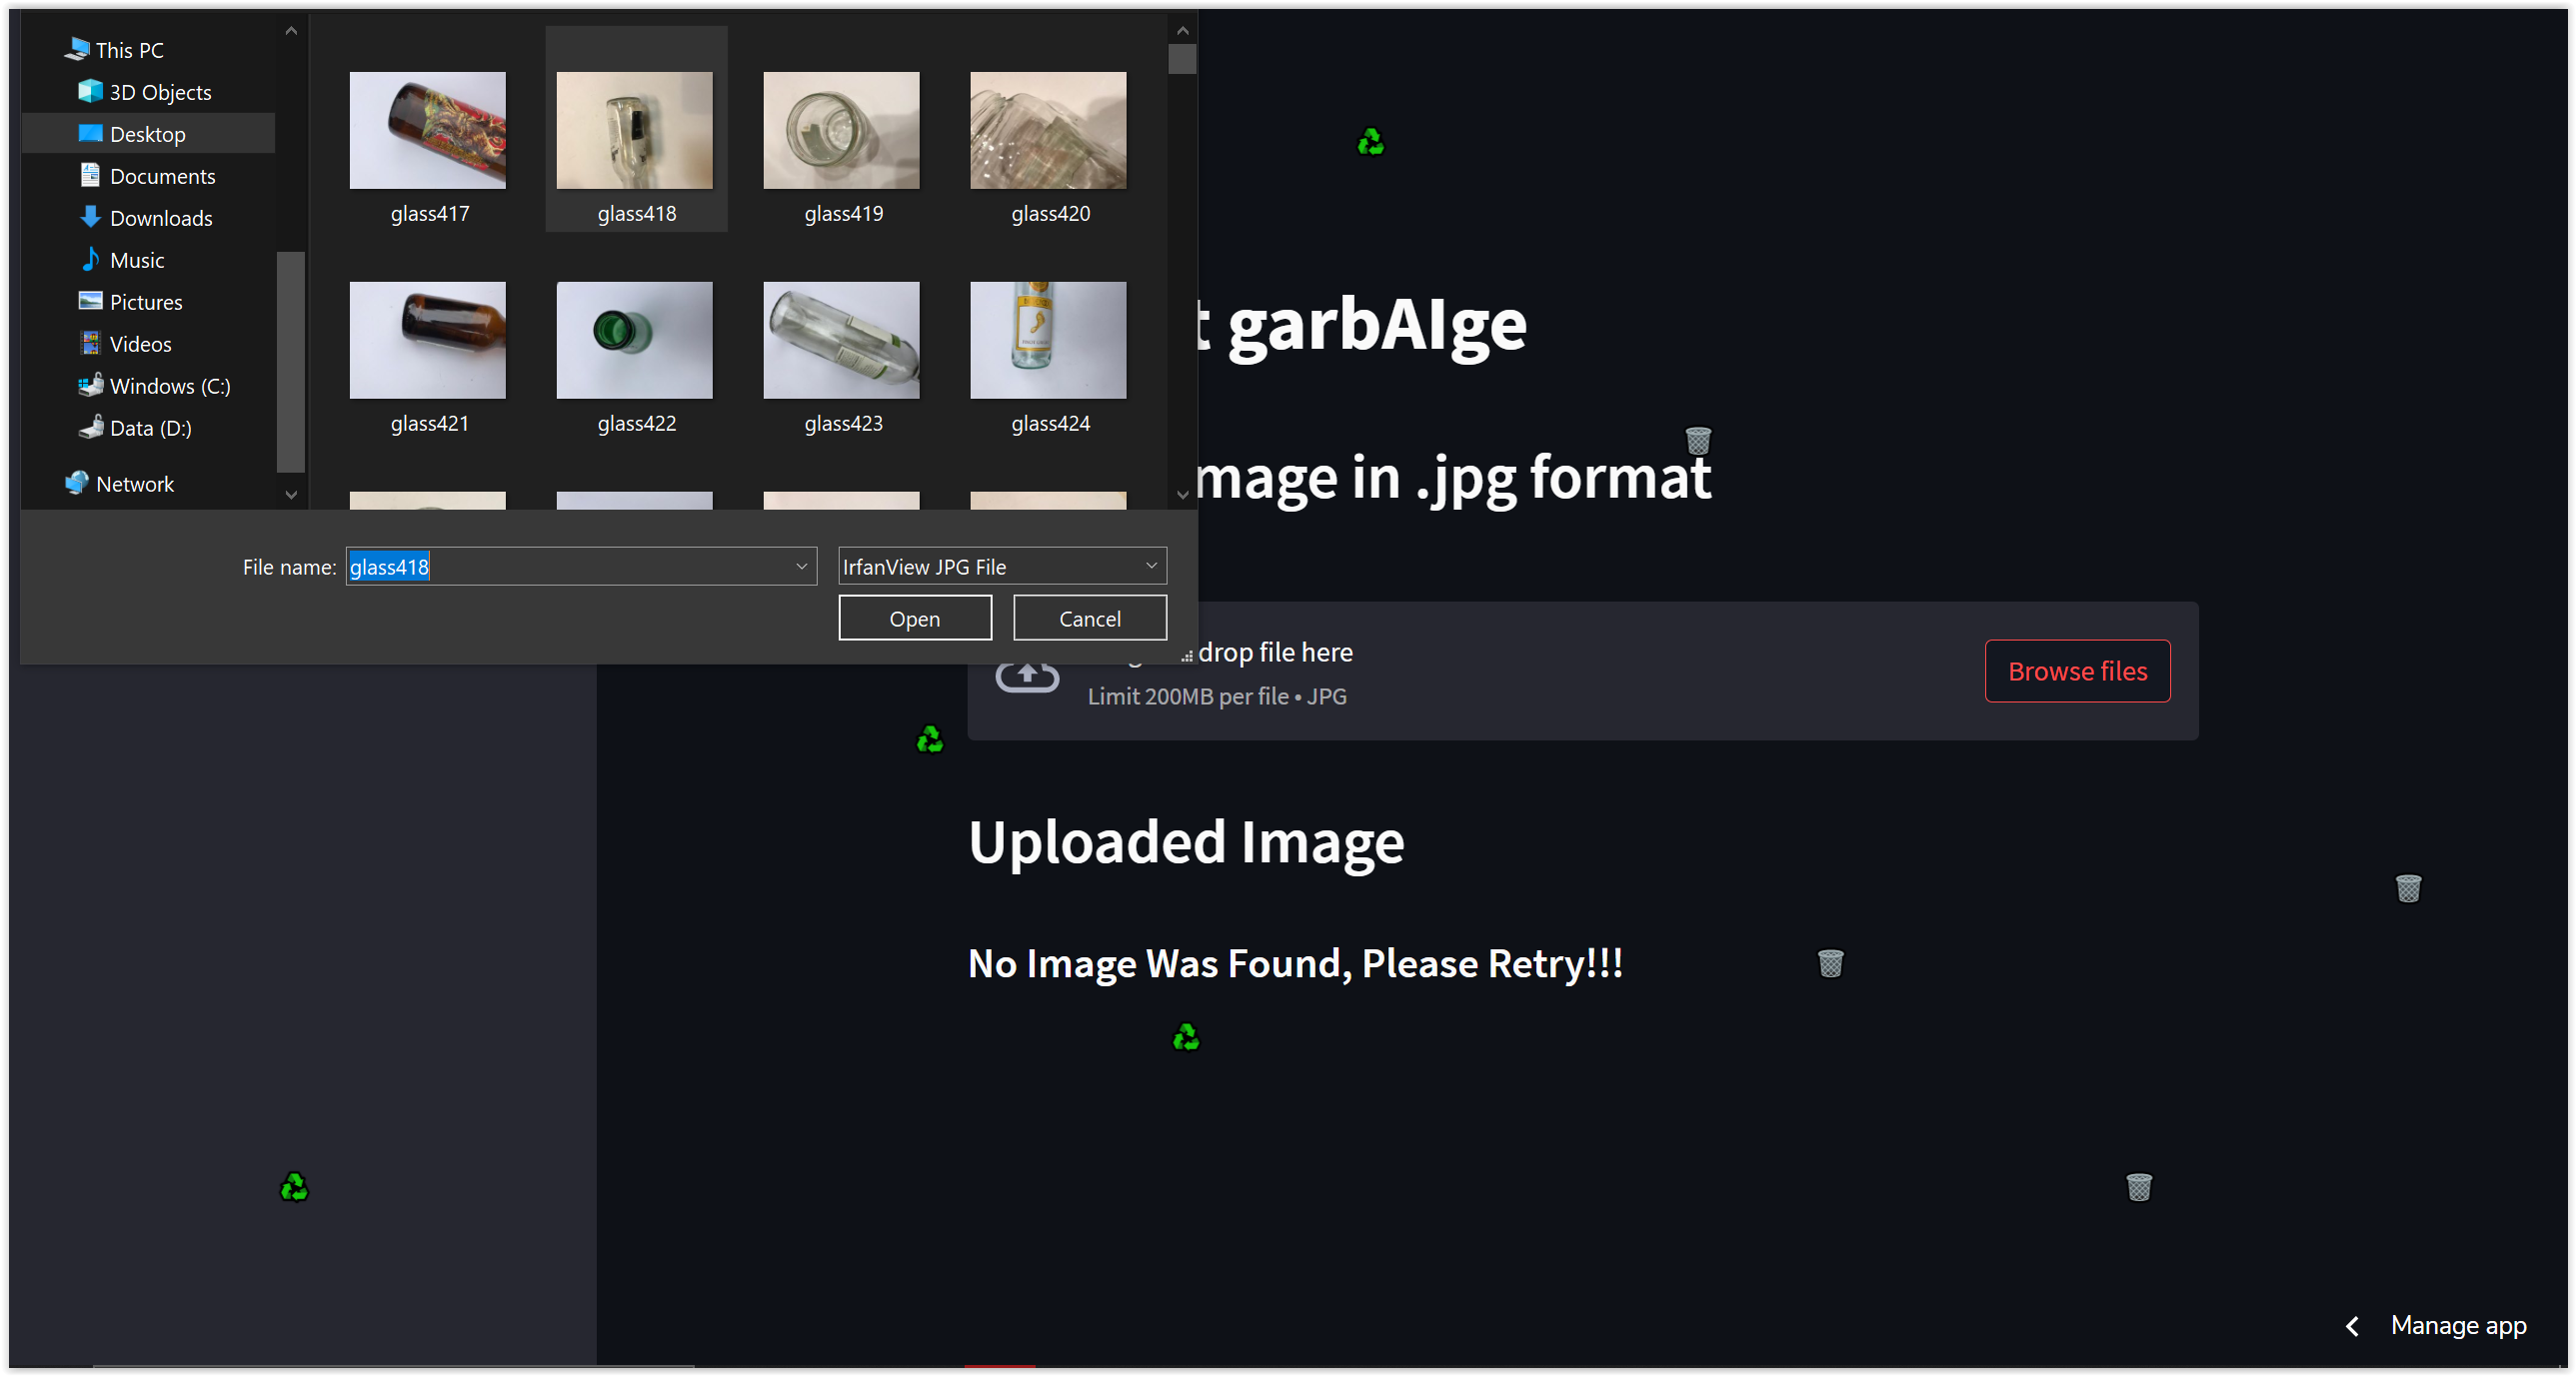 This PC
3D Objects
Desktop
Documents
Downloads
Music
Pictures
Videos
Windows (C:)
Data (D:)
Network
glass417
glass418
glass419
glass420
glass421
glass422
glass423
glass424
File name:
glass418
IrfanView JPG File
Open
Cancel
t garbAIge
mage in .jpg format
drop file here
Limit 200MB per file • JPG
Browse files
Uploaded Image
No Image Was Found, Please Retry!!!
Manage app